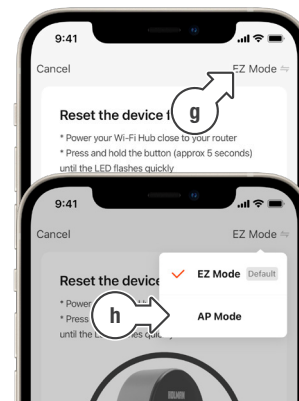 9:41
Cancel EZ Mode
g
Reset the device f
* Power your Wi-Fi Hub close to your router
* Press and hold the button (approx 5 seconds)
until the LED flashes quickly
9:41
Cancel EZ Mode
EZ Mode Default
Reset the device
* Power
h
AP Mode
* Press
until the